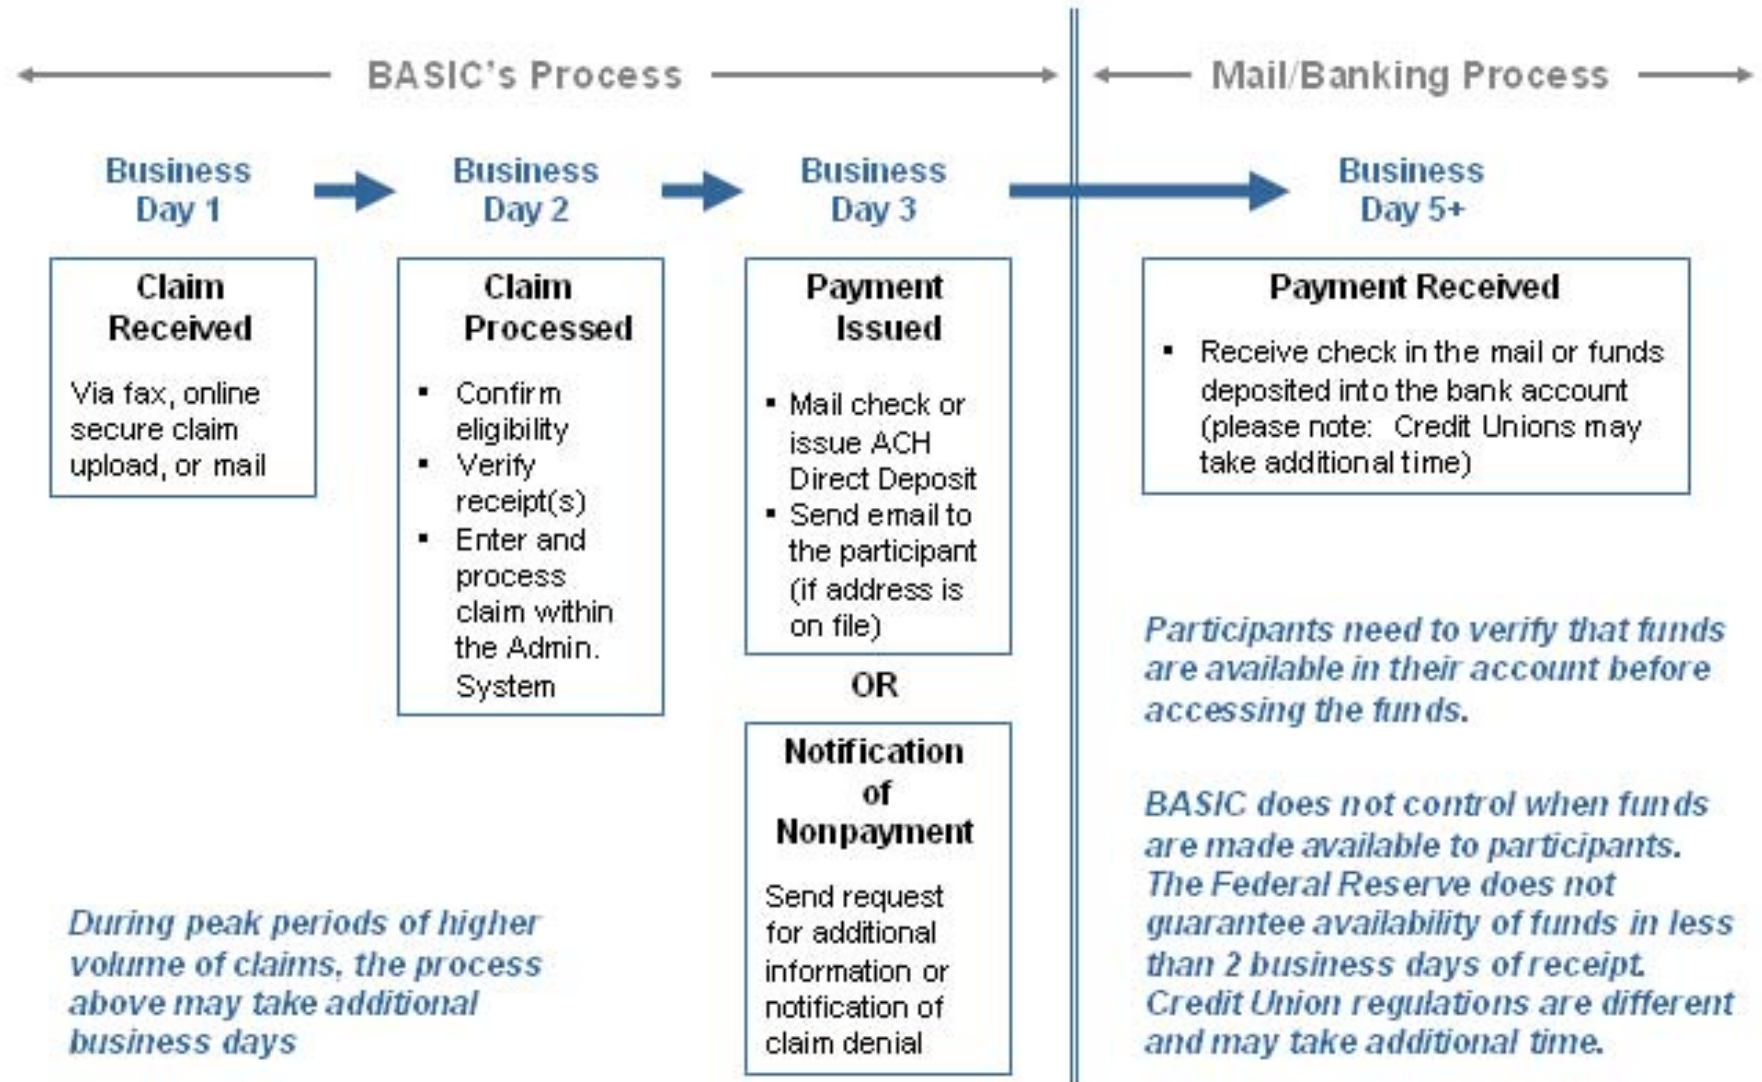 BASIC's Process
Mail/Banking Process
Business
Day 1
Claim
Received
Via fax, online
secure claim
upload, or mail
Business
Day 2
Claim
Processed
▪ Confirm
eligibility
▪ Verify
receipt(s)
▪ Enter and
process
claim within
the Admin.
System
Business
Day 3
Payment
Issued
▪ Mail check or
issue ACH
Direct Deposit
▪ Send email to
the participant
(if address is
on file)
OR
Notification
of
Nonpayment
Send request
for additional
information or
notification of
claim denial
During peak periods of higher
volume of claims, the process
above may take additional
business days
Business
Day 5+
Payment Received
▪ Receive check in the mail or funds
deposited into the bank account
(please note: Credit Unions may
take additional time)
Participants need to verify that funds
are available in their account before
accessing the funds.
BASIC does not control when funds
are made available to participants.
The Federal Reserve does not
guarantee availability of funds in less
than 2 business days of receipt.
Credit Union regulations are different
and may take additional time.